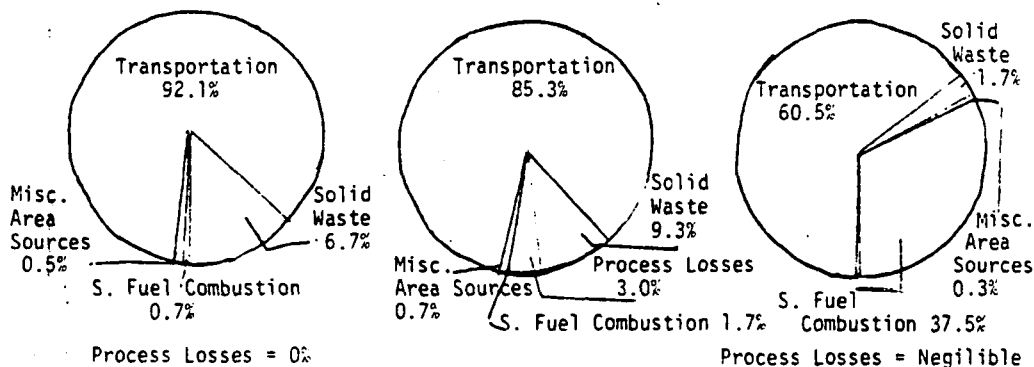 Transportation
92.1%
Misc.
Area
Sources
0.5%
Solid
Waste
6.7%
S. Fuel Combustion
0.7%
Process Losses = 0%
Transportation
85.3%
Solid
Waste
9.3%
Process Losses
3.0%
Misc.
Area Sources
0.7%
S. Fuel Combustion 1.7%
Solid
Waste
1.7%
Transportation
60.5%
Misc.
Area
Sources
0.3%
S. Fuel
Combustion 37.5%
Process Losses = Negilible